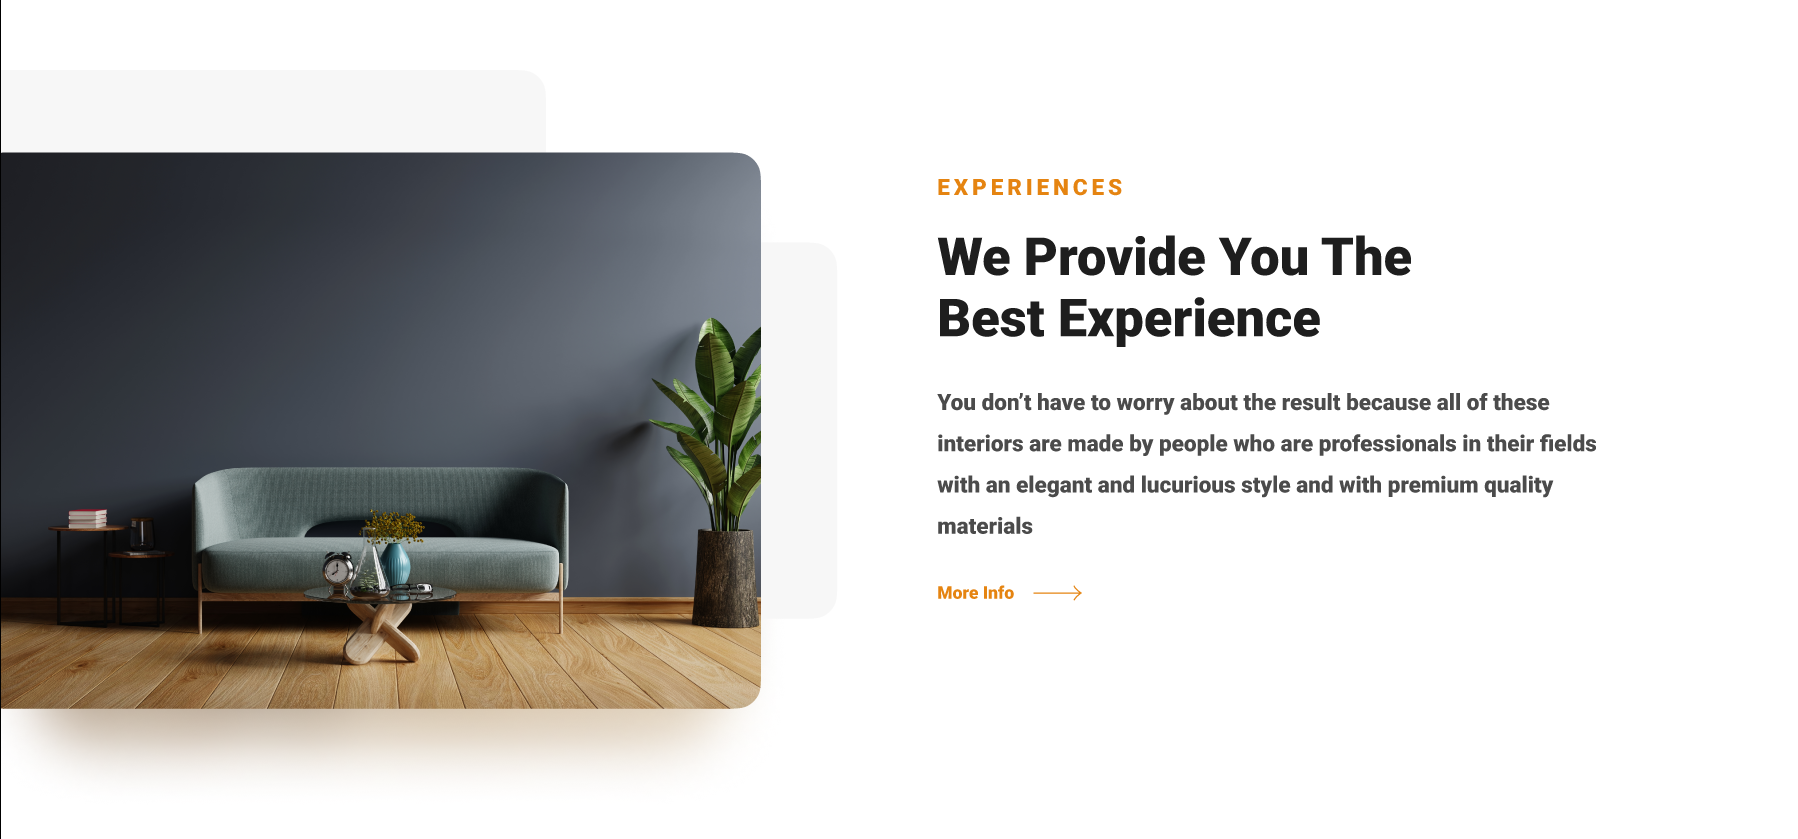 EXPERIENCES
We Provide You The
Best Experience
You don’t have to worry about the result because all of these
interiors are made by people who are professionals in their fields
with an elegant and lucurious style and with premium quality
materials
More Info